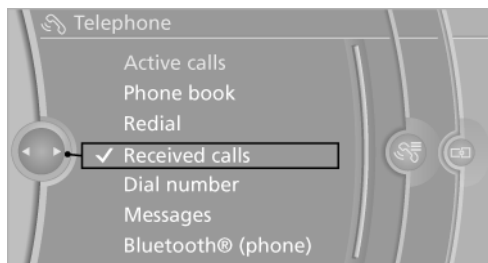 Telephone
Active calls
Phone book
Redial
Received calls
Dial number
Messages
Bluetooth® (phone)